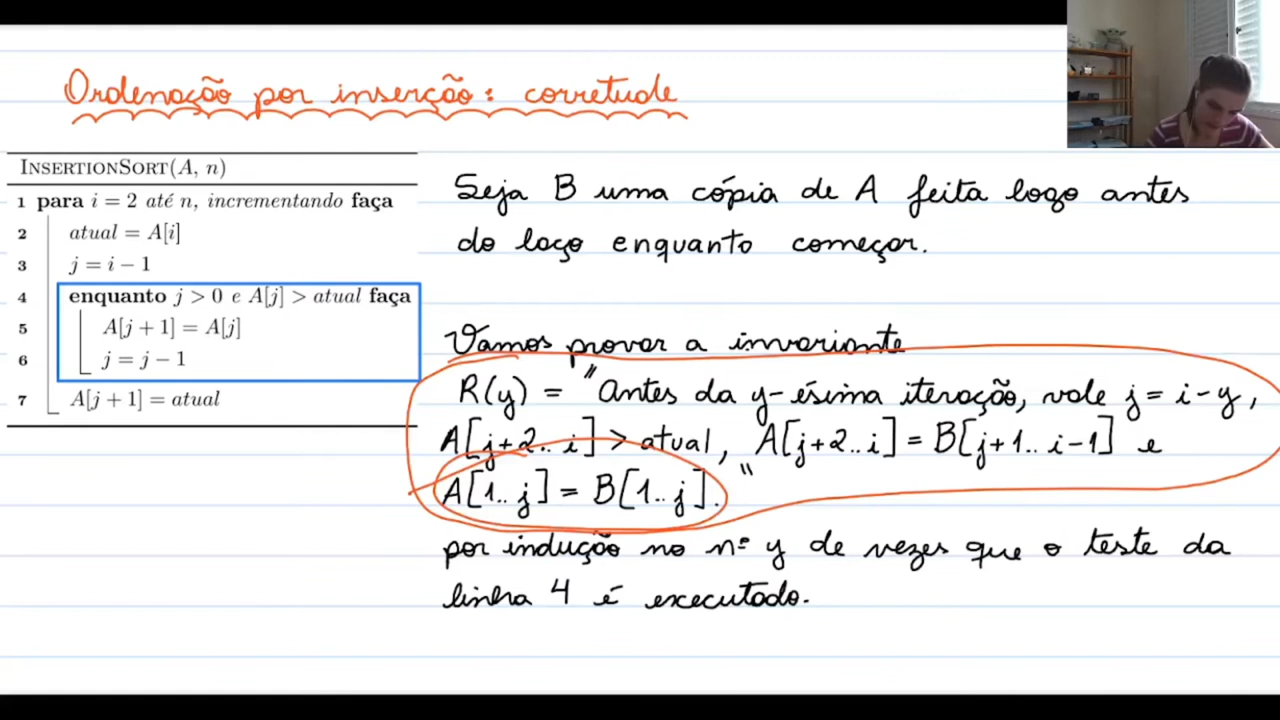 Ordenação por inserção: corretude
INSERTIONSORT(A, n)
1 para i = 2 até n, incrementando faça
2 atual = A[i]
3 j = i − 1
4 enquanto j > 0 e A[j] > atual faça
5 A[j + 1] = A[j]
6 j = j − 1
7 A[j + 1] = atual
Seja B uma cópia de A feita logo antes
do laço enquanto começar.
Vamos provar a invariante
R(y) = "Antes da y-ésima iteração, vale j = i - y,
A[j+2..i] > atual, A[j+2..i] = B[j+1..i-1] e
A[1..j] = B[1..j]."
por indução no nº y de vezes que o teste da
linha 4 é executado.